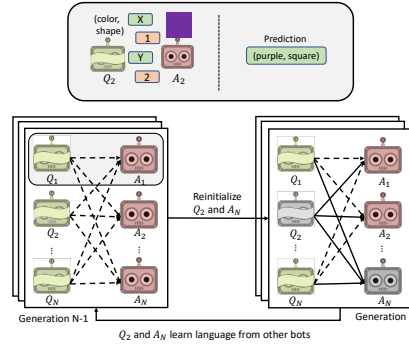 (color, shape)
X
1
Y
2
Q2
A2
Prediction
(purple, square)
Q1
A1
Q2
A2
⋮
QN
AN
Generation N-1
Reinitialize
Q2 and AN
Q1
A1
Q2
A2
⋮
QN
AN
Generation
Q2 and AN learn language from other bots